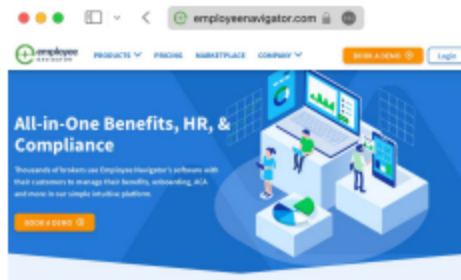 employeenavigator.com
employee
NAVIGATOR
PRODUCTS
PRICING
MARKETPLACE
COMPANY
BOOK A DEMO
Login
All-in-One Benefits, HR, &
Compliance
Thousands of brokers use Employee Navigator's software with
their customers to manage their benefits, onboarding, ACA
and more in our simple intuitive platform.
BOOK A DEMO